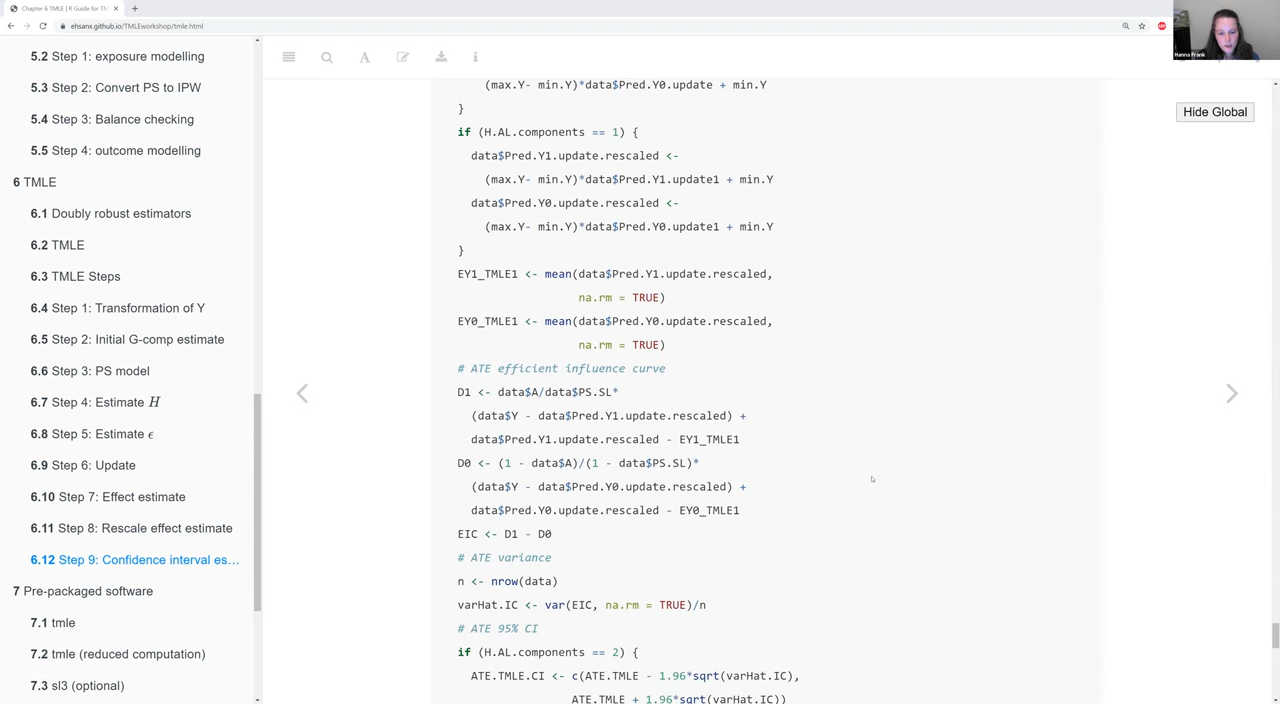 Chapter 6 TMLE | R Guide for TM
ehsanx.github.io/TMLEworkshop/tmle.html
Hanna Frank
Hide Global
5.2 Step 1: exposure modelling
5.3 Step 2: Convert PS to IPW
5.4 Step 3: Balance checking
5.5 Step 4: outcome modelling
6 TMLE
6.1 Doubly robust estimators
6.2 TMLE
6.3 TMLE Steps
6.4 Step 1: Transformation of Y
6.5 Step 2: Initial G-comp estimate
6.6 Step 3: PS model
6.7 Step 4: Estimate H
6.8 Step 5: Estimate ϵ
6.9 Step 6: Update
6.10 Step 7: Effect estimate
6.11 Step 8: Rescale effect estimate
6.12 Step 9: Confidence interval es...
7 Pre-packaged software
7.1 tmle
7.2 tmle (reduced computation)
7.3 sl3 (optional)
(max.Y- min.Y)*data$Pred.Y0.update + min.Y
}
if (H.AL.components == 1) {
data$Pred.Y1.update.rescaled <-
(max.Y- min.Y)*data$Pred.Y1.update1 + min.Y
data$Pred.Y0.update.rescaled <-
(max.Y- min.Y)*data$Pred.Y0.update1 + min.Y
}
EY1_TMLE1 <- mean(data$Pred.Y1.update.rescaled,
na.rm = TRUE)
EY0_TMLE1 <- mean(data$Pred.Y0.update.rescaled,
na.rm = TRUE)
# ATE efficient influence curve
D1 <- data$A/data$PS.SL*
(data$Y - data$Pred.Y1.update.rescaled) +
data$Pred.Y1.update.rescaled - EY1_TMLE1
D0 <- (1 - data$A)/(1 - data$PS.SL)*
(data$Y - data$Pred.Y0.update.rescaled) +
data$Pred.Y0.update.rescaled - EY0_TMLE1
EIC <- D1 - D0
# ATE variance
n <- nrow(data)
varHat.IC <- var(EIC, na.rm = TRUE)/n
# ATE 95% CI
if (H.AL.components == 2) {
ATE.TMLE.CI <- c(ATE.TMLE - 1.96*sqrt(varHat.IC),
ATE.TMLE + 1.96*sqrt(varHat.IC))